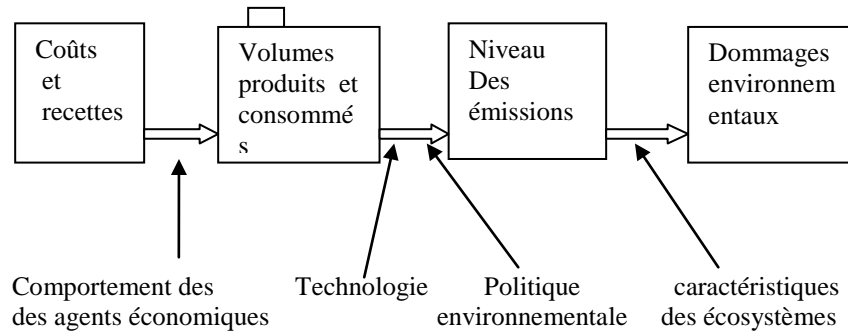 Coûts
et
recettes
Volumes
produits et
consommé
s
Niveau
Des
émissions
Dommages
environnem
entaux
Comportement des
des agents économiques
Technologie
Politique
environnementale
caractéristiques
des écosystèmes